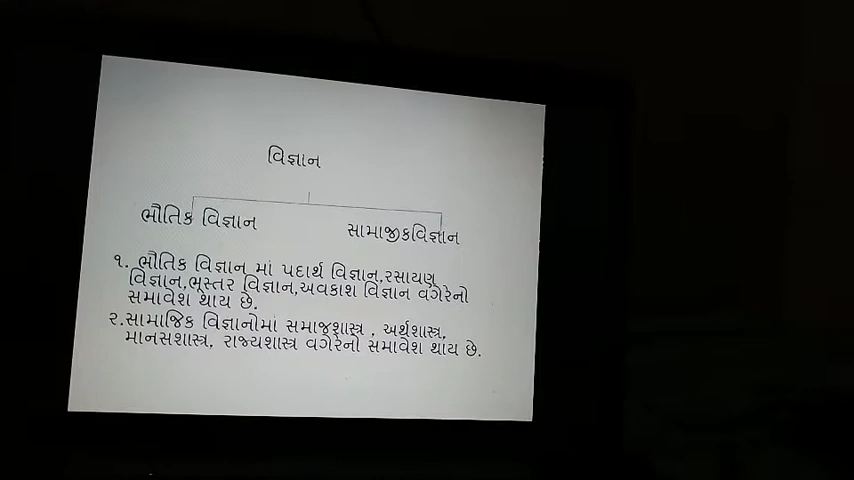 વિજ્ઞાન
ભૌતિક વિજ્ઞાન
સામાજીકવિજ્ઞાન
૧. ભૌતિક વિજ્ઞાન માં પદાર્થ વિજ્ઞાન,રસાયણ
વિજ્ઞાન,ભૂસ્તર વિજ્ઞાન,અવકાશ વિજ્ઞાન વગેરેનો
સમાવેશ થાય છે.
૨.સામાજિક વિજ્ઞાનોમાં સમાજશાસ્ત્ર , અર્થશાસ્ત્ર,
માનસશાસ્ત્ર, રાજ્યશાસ્ત્ર વગેરેનો સમાવેશ થાય છે.